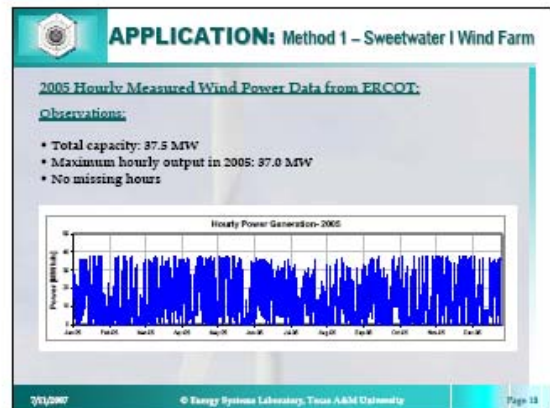 APPLICATION: Method 1 – Sweetwater I Wind Farm
2005 Hourly Measured Wind Power Data from ERCOT:
Observations:
• Total capacity: 37.5 MW
• Maximum hourly output in 2005: 37.0 MW
• No missing hours
Hourly Power Generation- 2005
© Energy Systems Laboratory, Texas A&M University